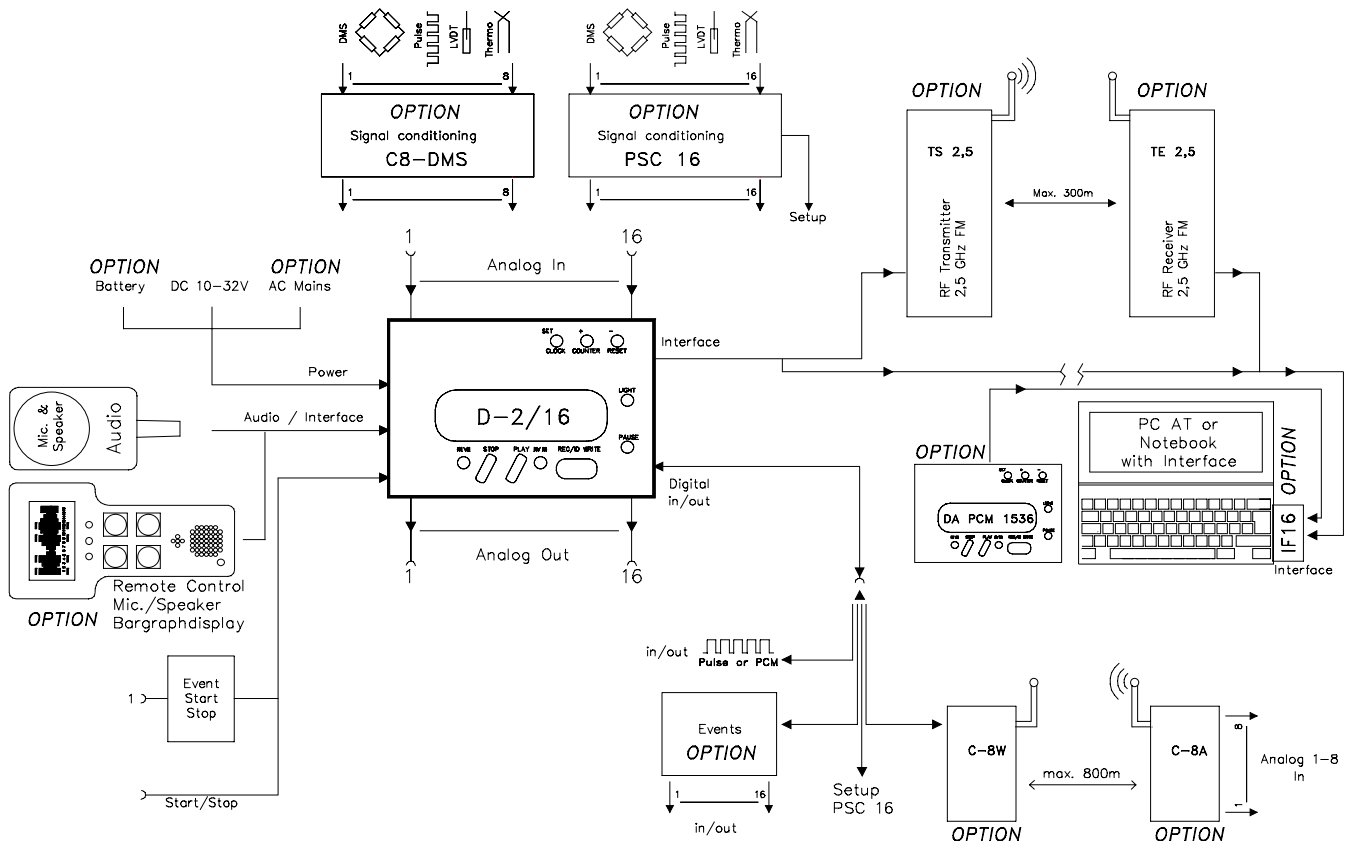 DMS
Pulse
LVDT
Thermo
1 8
OPTION
Signal conditioning
C8-DMS
1 8
DMS
Pulse
LVDT
Thermo
1 16
OPTION
Signal conditioning
PSC 16
1 16
Setup
OPTION
TS 2,5
RF Transmitter
2,5 GHz FM
Max. 300m
OPTION
TE 2,5
RF Receiver
2,5 GHz FM
OPTION
Battery
DC 10-32V
OPTION
AC Mains
Power
1 16
Analog In
SET + -
CLOCK COUNTER RESET
LIGHT
D-2/16
PAUSE
STOP PLAY REC/ID WRITE
Interface
Digital
in/out
Analog Out
1 16
Mic. &
Speaker
Audio
Audio / Interface
Remote Control
Mic./Speaker
Bargraphdisplay
OPTION
1
Event
Start
Stop
Start/Stop
OPTION
DA PCM 1536
PC AT or
Notebook
with Interface
OPTION
IF16
Interface
in/out
Pulse or PCM
Events
OPTION
1 16
in/out
Setup
PSC 16
C-8W
OPTION
max. 800m
C-8A
OPTION
8
1
Analog 1-8
In